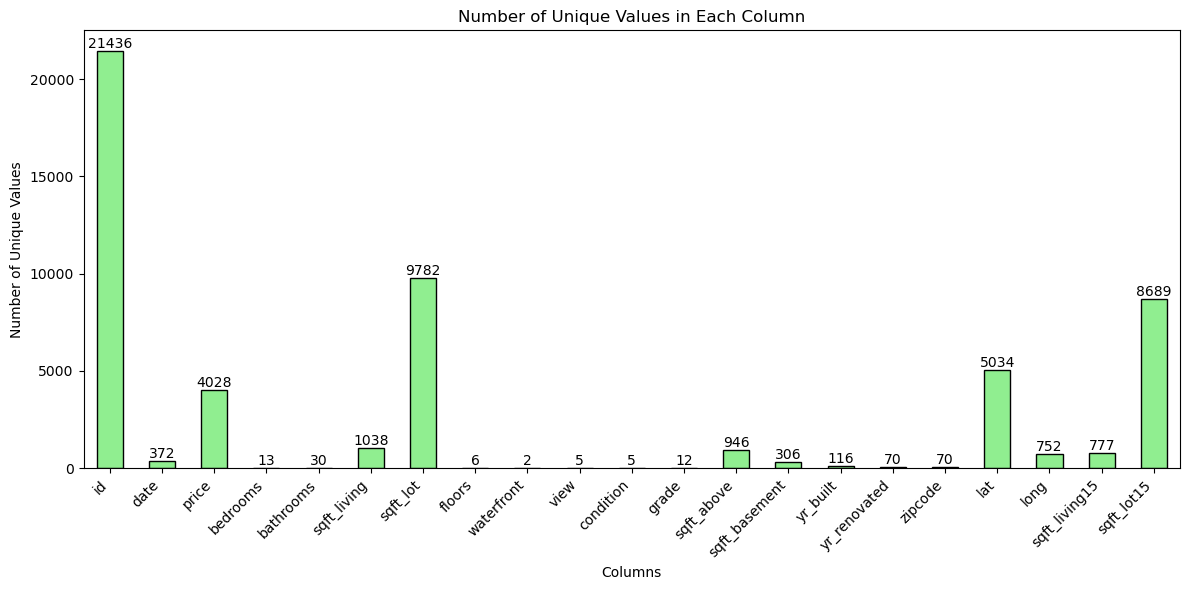 Number of Unique Values in Each Column
Number of Unique Values
20000
15000
10000
5000
0
21436
372
4028
13
30
1038
9782
6
2
5
5
12
946
306
116
70
70
5034
752
777
8689
id
date
price
bedrooms
bathrooms
sqft_living
sqft_lot
floors
waterfront
view
condition
grade
sqft_above
sqft_basement
yr_built
yr_renovated
zipcode
lat
long
sqft_living15
sqft_lot15
Columns